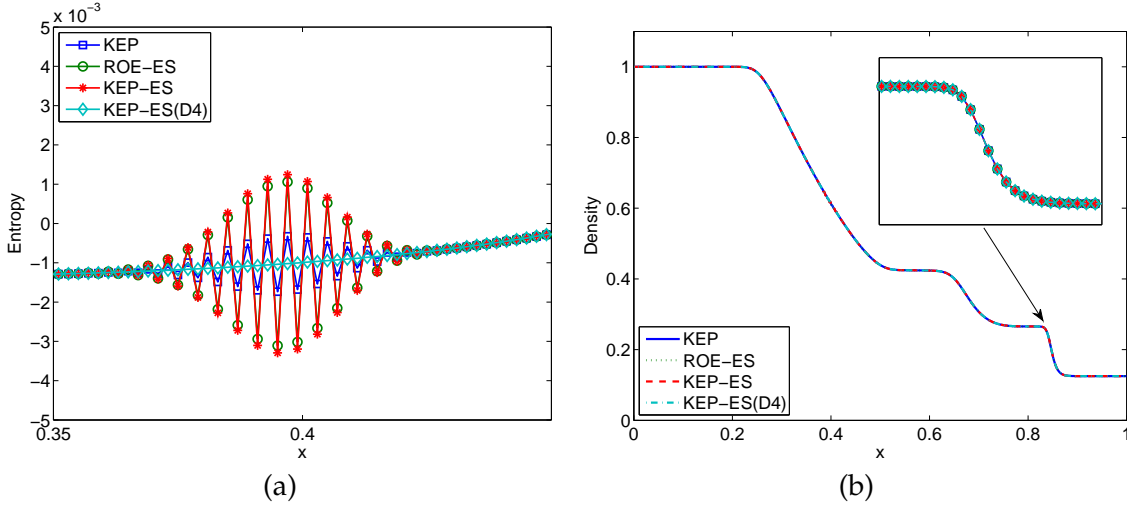 x 10−3
5
4
3
2
1
0
−1
−2
−3
−4
−5
Entropy
KEP
ROE−ES
KEP−ES
KEP−ES(D4)
0.35
0.4
x
(a)
1
0.8
0.6
0.4
0.2
0
Density
KEP
ROE−ES
KEP−ES
KEP−ES(D4)
0
0.2
0.4
0.6
0.8
1
x
(b)